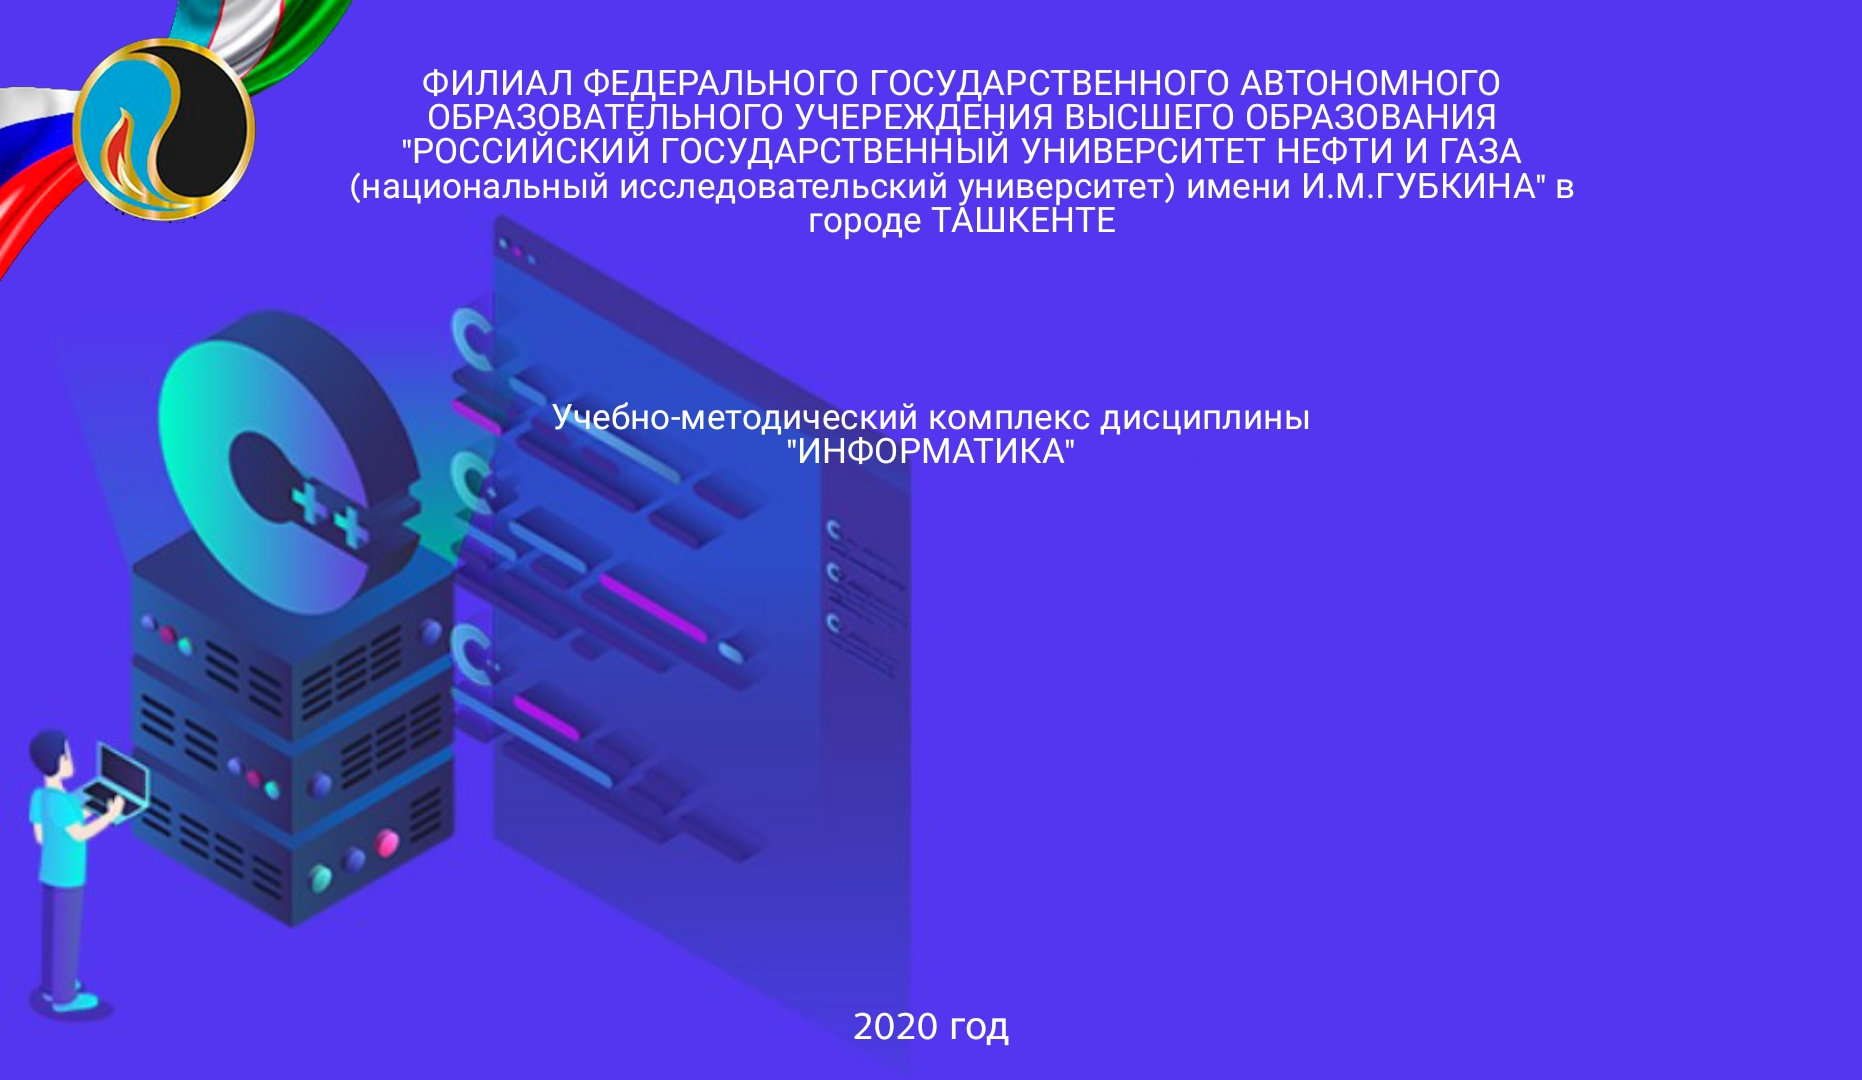 ФИЛИАЛ ФЕДЕРАЛЬНОГО ГОСУДАРСТВЕННОГО АВТОНОМНОГО
ОБРАЗОВАТЕЛЬНОГО УЧЕРЕЖДЕНИЯ ВЫСШЕГО ОБРАЗОВАНИЯ
"РОССИЙСКИЙ ГОСУДАРСТВЕННЫЙ УНИВЕРСИТЕТ НЕФТИ И ГАЗА
(национальный исследовательский университет) имени И.М.ГУБКИНА" в
городе ТАШКЕНТЕ
Учебно-методический комплекс дисциплины
"ИНФОРМАТИКА"
C++
2020 год